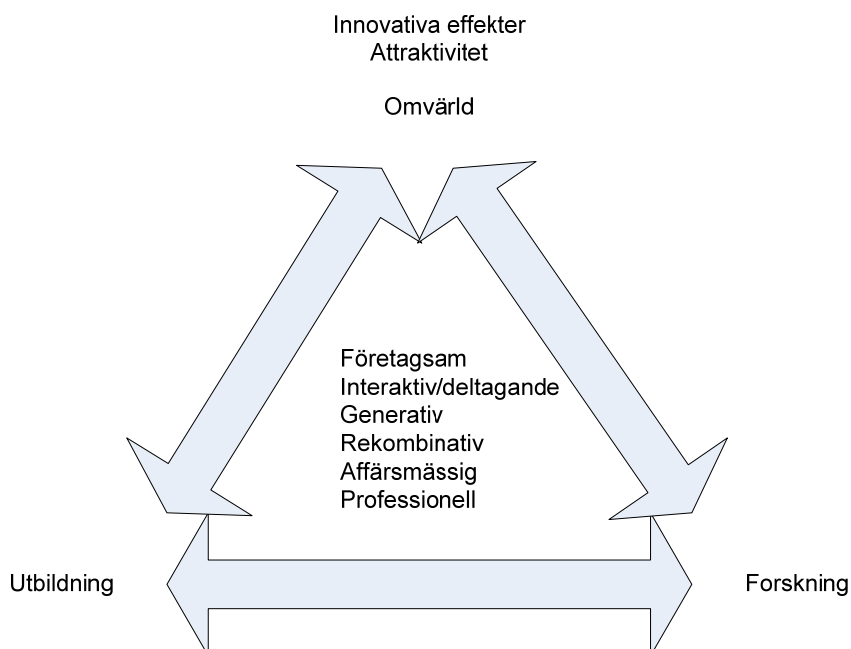 Innovativa effekter
Attraktivitet
Omvärld
Företagsam
Interaktiv/deltagande
Generativ
Rekombinativ
Affärsmässig
Professionell
Utbildning
Forskning